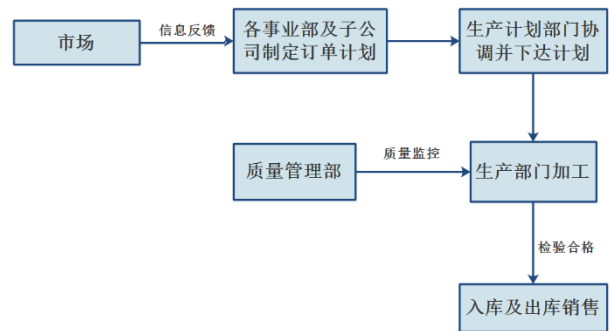 市场
信息反馈
各事业部及子公
司制定订单计划
生产计划部门协
调并下达计划
质量管理部
质量监控
生产部门加工
检验合格
入库及出库销售